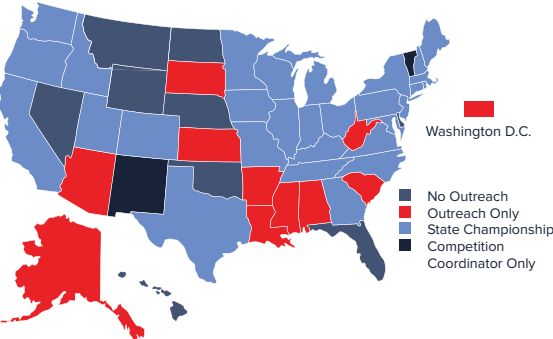 Washington D.C.
No Outreach
Outreach Only
State Championship
Competition
Coordinator Only